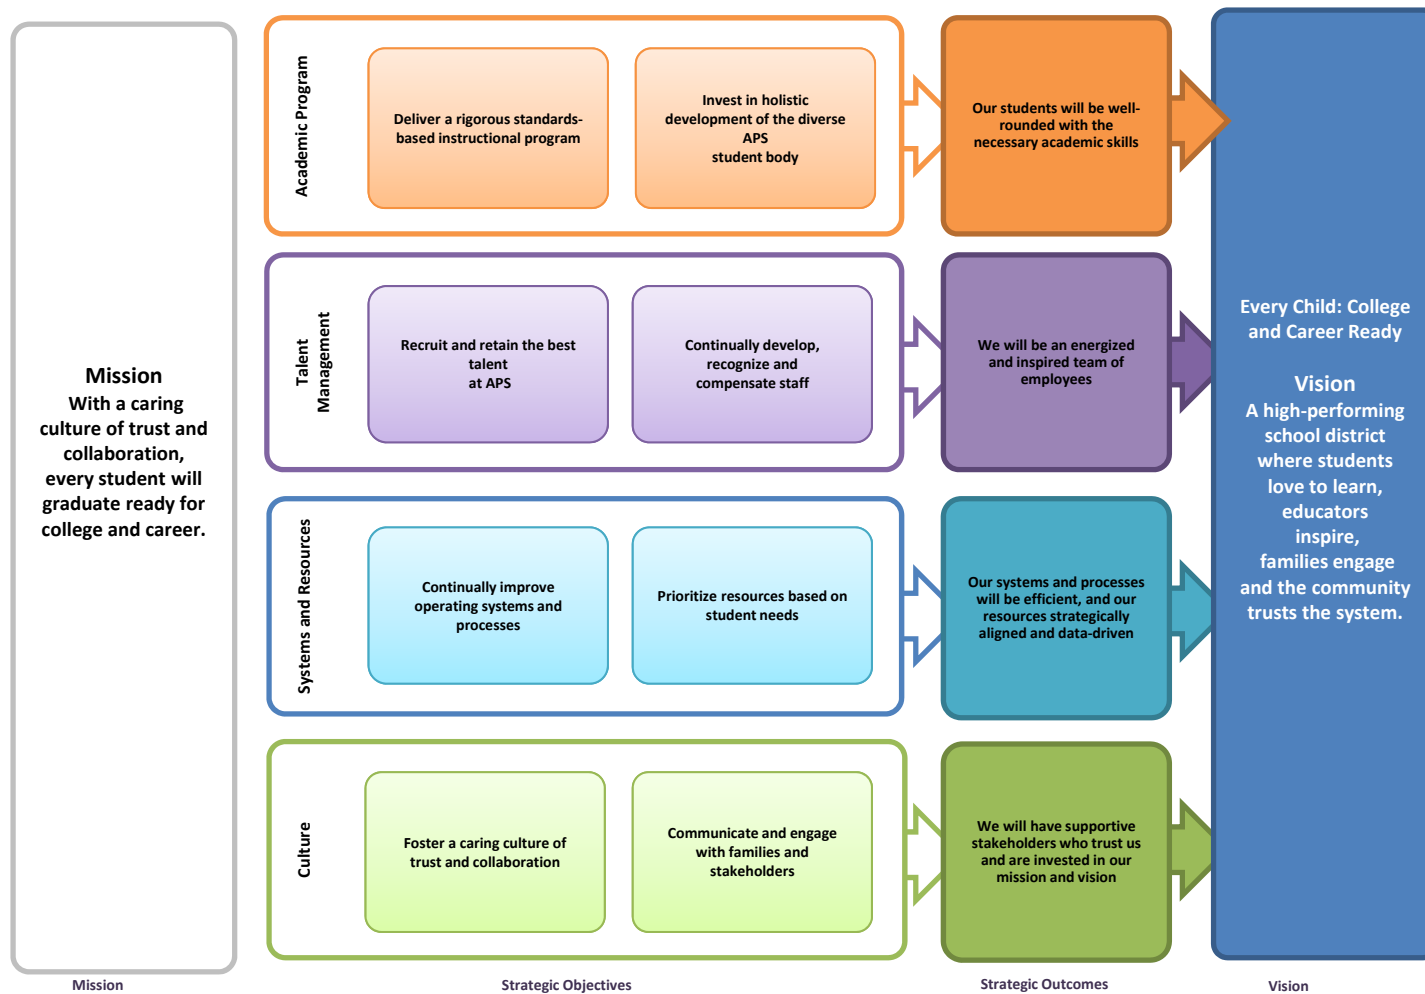 Mission
With a caring
culture of trust and
collaboration,
every student will
graduate ready for
college and career.
Academic Program
Deliver a rigorous standards-
based instructional program
Invest in holistic
development of the diverse
APS
student body
Our students will be well-
rounded with the
necessary academic skills
Talent
Management
Recruit and retain the best
talent
at APS
Continually develop,
recognize and
compensate staff
We will be an energized
and inspired team of
employees
Systems and Resources
Continually improve
operating systems and
processes
Prioritize resources based on
student needs
Our systems and processes
will be efficient, and our
resources strategically
aligned and data-driven
Culture
Foster a caring culture of
trust and collaboration
Communicate and engage
with families and
stakeholders
We will have supportive
stakeholders who trust us
and are invested in our
mission and vision
Every Child: College
and Career Ready
Vision
A high-performing
school district
where students
love to learn,
educators
inspire,
families engage
and the community
trusts the system.
Mission
Strategic Objectives
Strategic Outcomes
Vision